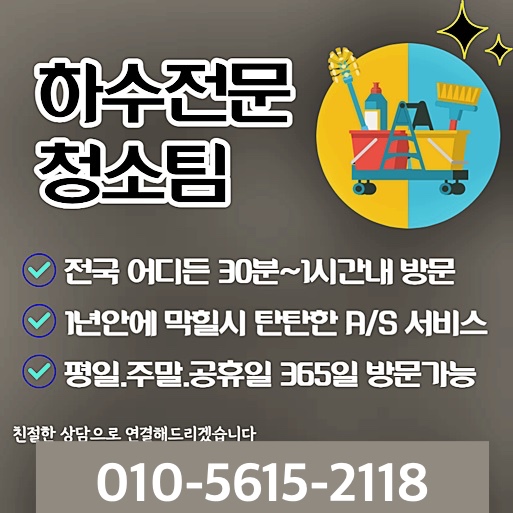 하수전문
청소팀
전국 어디든 30분~1시간내 방문
1년안에 막힐시 탄탄한 A/S 서비스
평일.주말.공휴일 365일 방문가능
친절한 상담으로 연결해드리겠습니다
010-5615-2118